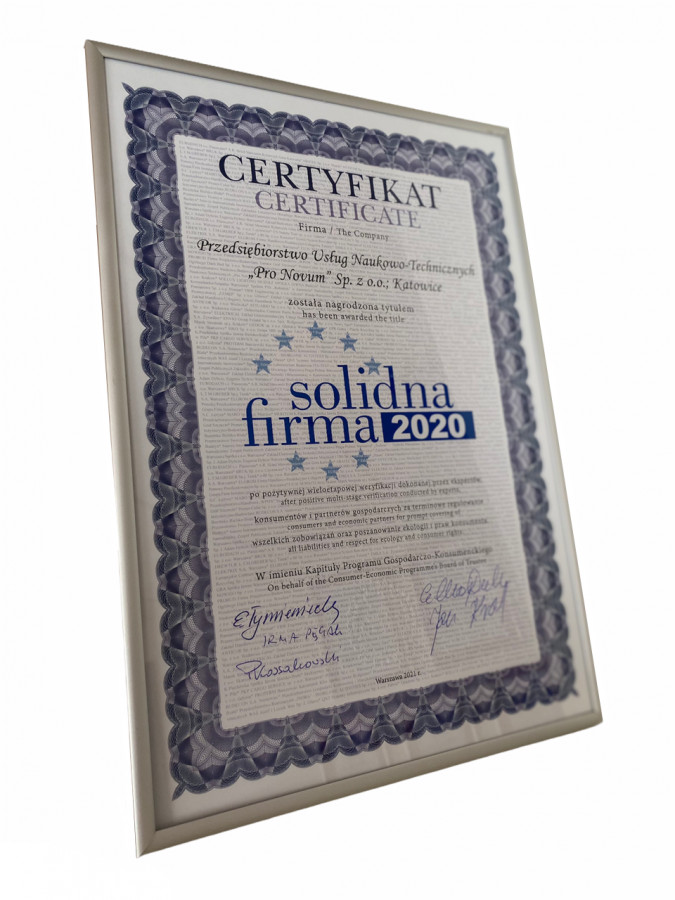 CERTYFIKAT
CERTIFICATE
Firma / The Company
Przedsiębiorstwo Usług Naukowo-Technicznych
„Pro Novum” Sp. z o.o.; Katowice
została nagrodzona tytułem
has been awarded the title
solidna
firma 2020
po pozytywnej wieloetapowej weryfikacji dokonanej przez ekspertów,
after positive multi-stage verification conducted by experts,
konsumentów i partnerów gospodarczych za terminowe regulowanie
consumers and economic partners for prompt covering of
wszelkich zobowiązań oraz poszanowanie ekologii i praw konsumenta.
all liabilities and respect for ecology and consumer rights.
W imieniu Kapituły Programu Gospodarczo-Konsumenckiego
On behalf of the Consumer-Economic Programme's Board of Trustees
IRMA
Warszawa 2021 r.